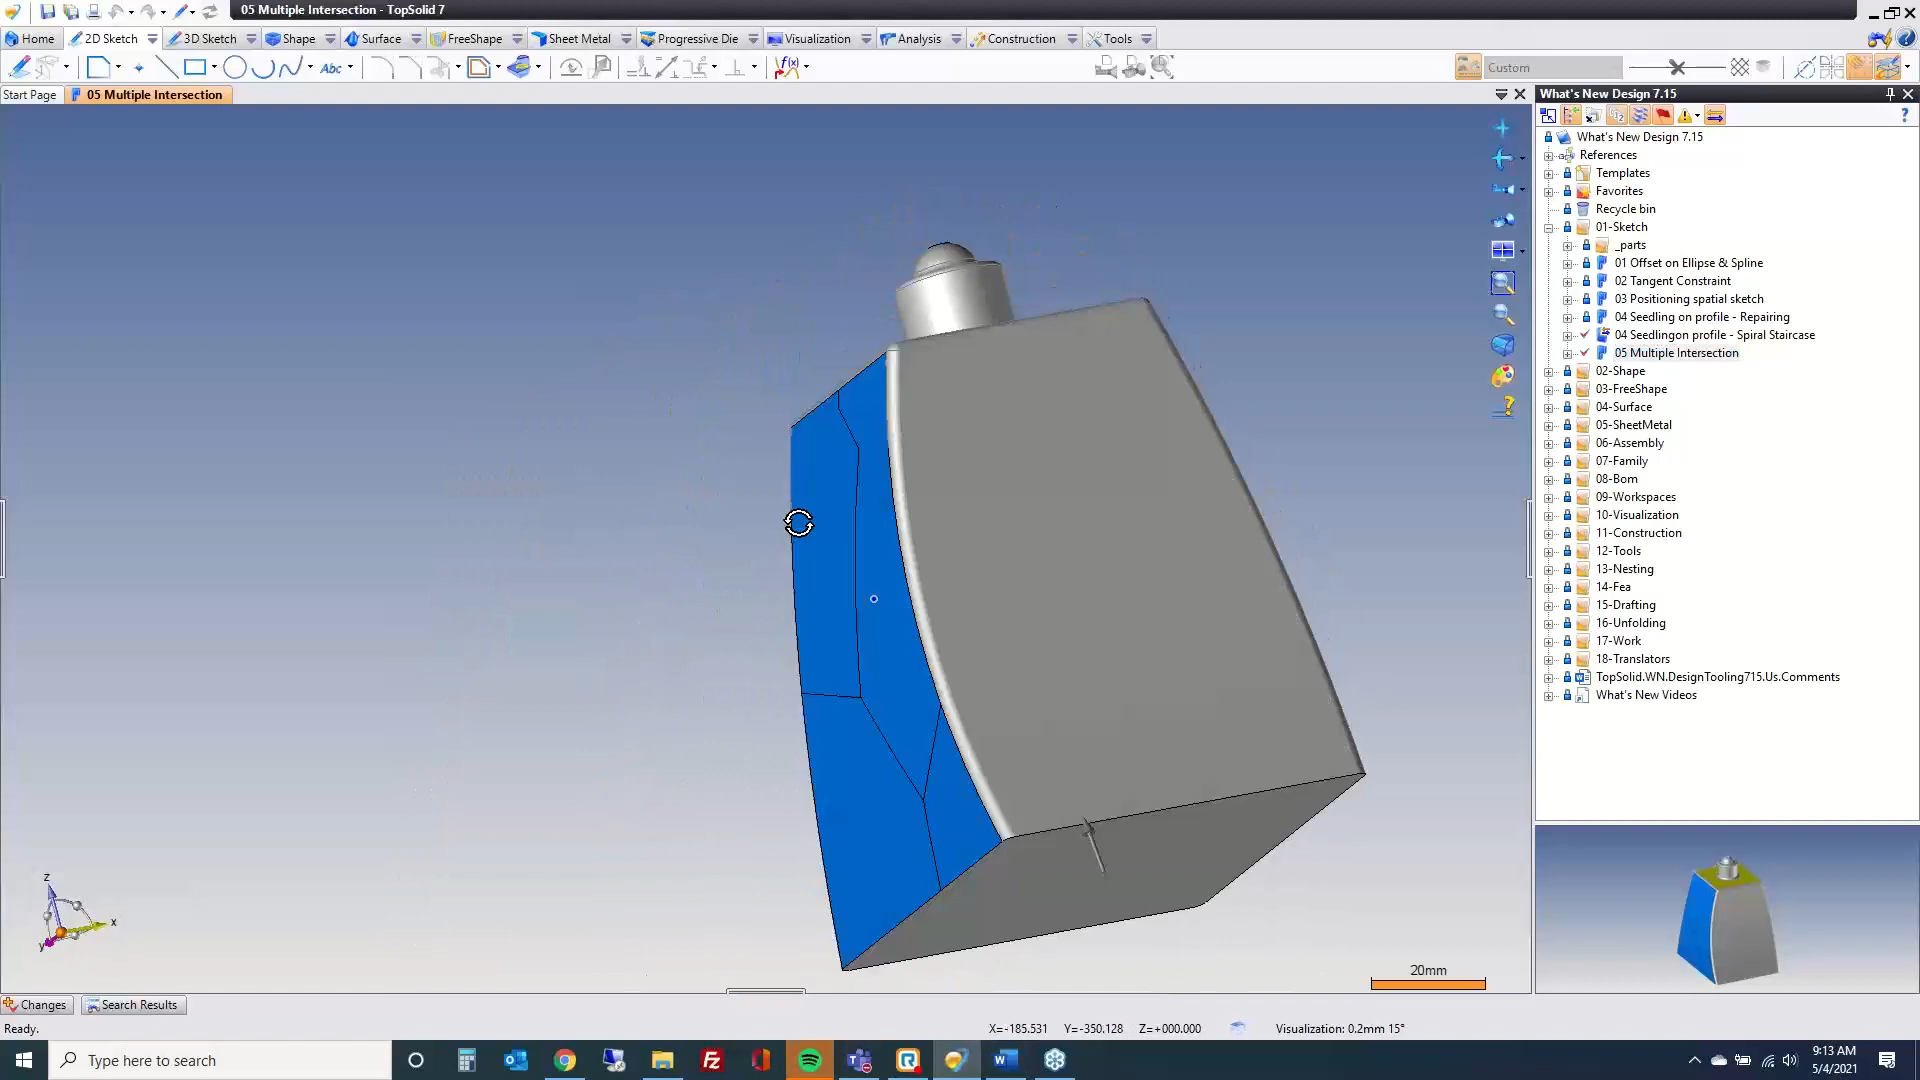 05 Multiple Intersection - TopSolid 7
Home
2D Sketch
3D Sketch
Shape
Surface
FreeShape
Sheet Metal
Progressive Die
Visualization
Analysis
Construction
Tools
Abc
f(x)
Custom
Start Page
05 Multiple Intersection
What's New Design 7.15
What's New Design 7.15
References
Templates
Favorites
Recycle bin
01-Sketch
_parts
01 Offset on Ellipse & Spline
02 Tangent Constraint
03 Positioning spatial sketch
04 Seedling on profile - Repairing
04 Seedlingon profile - Spiral Staircase
05 Multiple Intersection
02-Shape
03-FreeShape
04-Surface
05-SheetMetal
06-Assembly
07-Family
08-Bom
09-Workspaces
10-Visualization
11-Construction
12-Tools
13-Nesting
14-Fea
15-Drafting
16-Unfolding
17-Work
18-Translators
TopSolid.WN.DesignTooling715.Us.Comments
What's New Videos
z
x
y
20mm
Changes
Search Results
Ready.
X=-185.531 Y=-350.128 Z=+000.000
Visualization: 0.2mm 15°
Type here to search
9:13 AM
5/4/2021